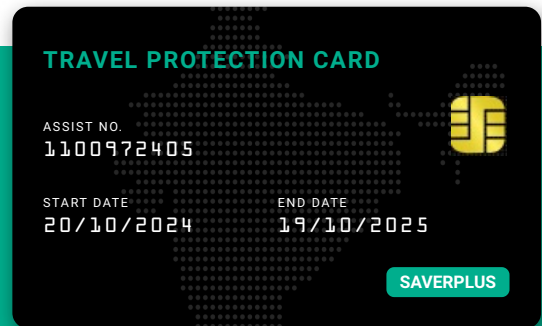 TRAVEL PROTECTION CARD
ASSIST NO.
1100972405
START DATE
20/10/2024
END DATE
19/10/2025
SAVERPLUS